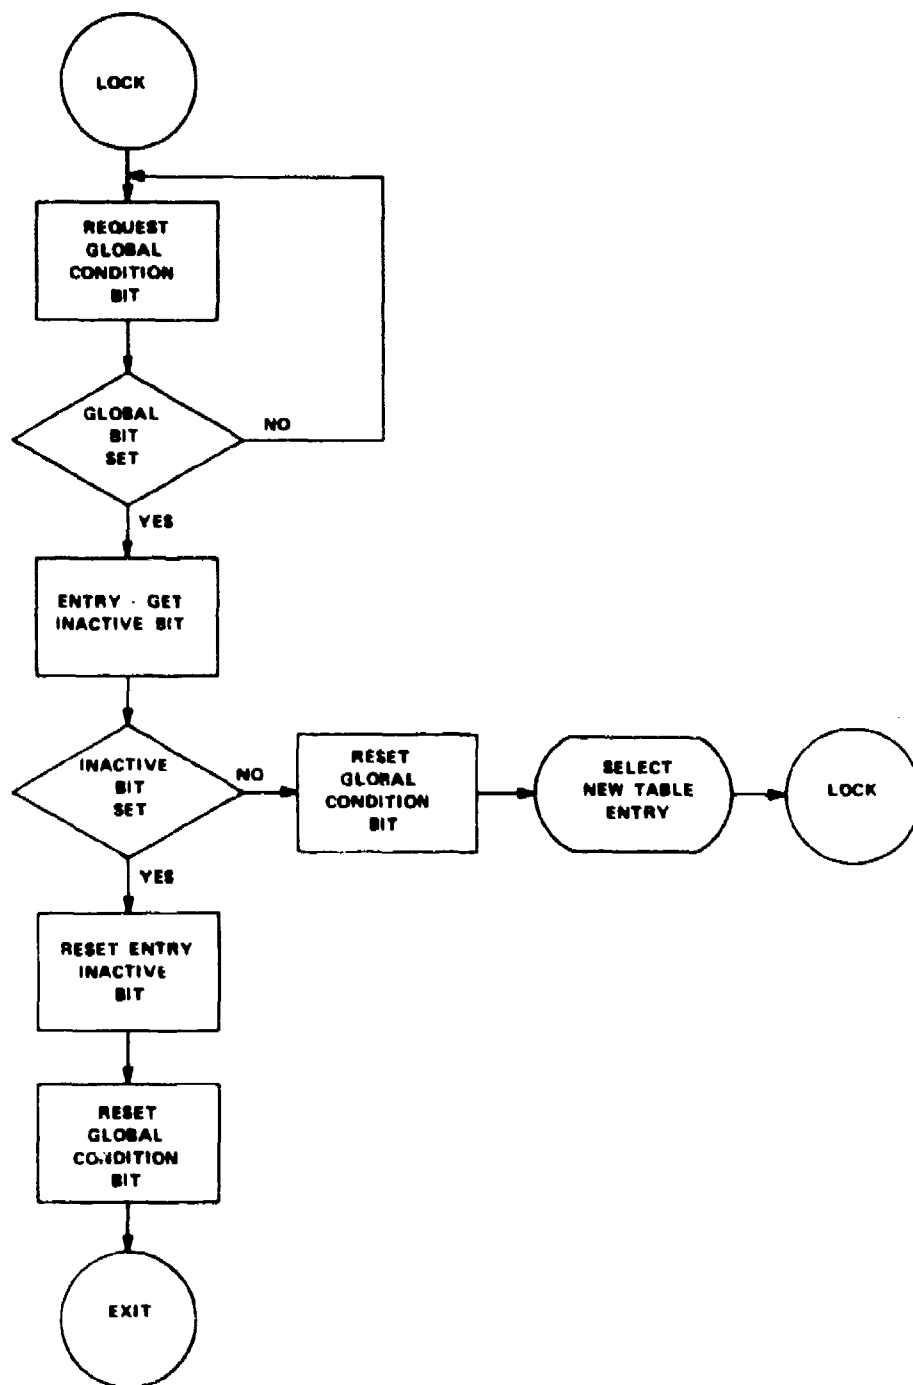 LOCK
REQUEST
GLOBAL
CONDITION
BIT
GLOBAL
BIT
SET
NO
YES
ENTRY - GET
INACTIVE BIT
INACTIVE
BIT
SET
NO
RESET
GLOBAL
CONDITION
BIT
SELECT
NEW TABLE
ENTRY
LOCK
YES
RESET ENTRY
INACTIVE
BIT
RESET
GLOBAL
CONDITION
BIT
EXIT